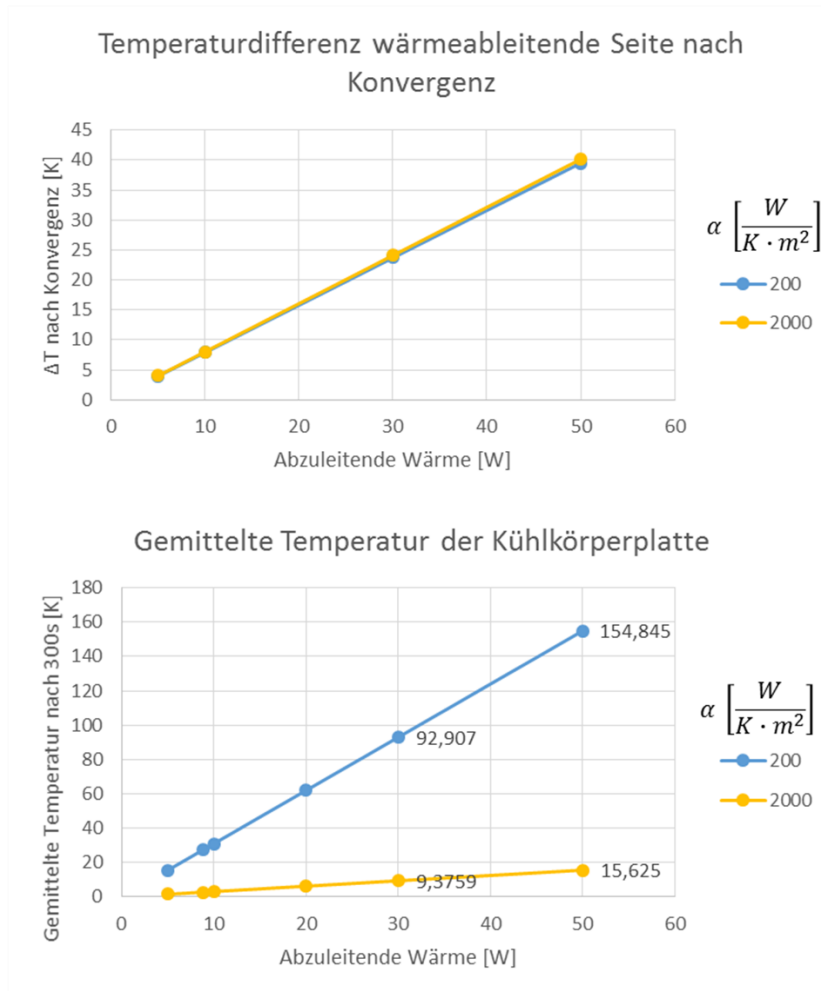 Temperaturdifferenz wärmeableitende Seite nach
Konvergenz
ΔT nach Konvergenz [K]
45
40
35
30
25
20
15
10
5
0
0 10 20 30 40 50 60
Abzuleitende Wärme [W]
α [W / K · m²]
200
2000
Gemittelte Temperatur der Kühlkörperplatte
Gemittelte Temperatur nach 300s [K]
180
160
140
120
100
80
60
40
20
0
154,845
92,907
9,3759
15,625
0 10 20 30 40 50 60
Abzuleitende Wärme [W]
α [W / K · m²]
200
2000